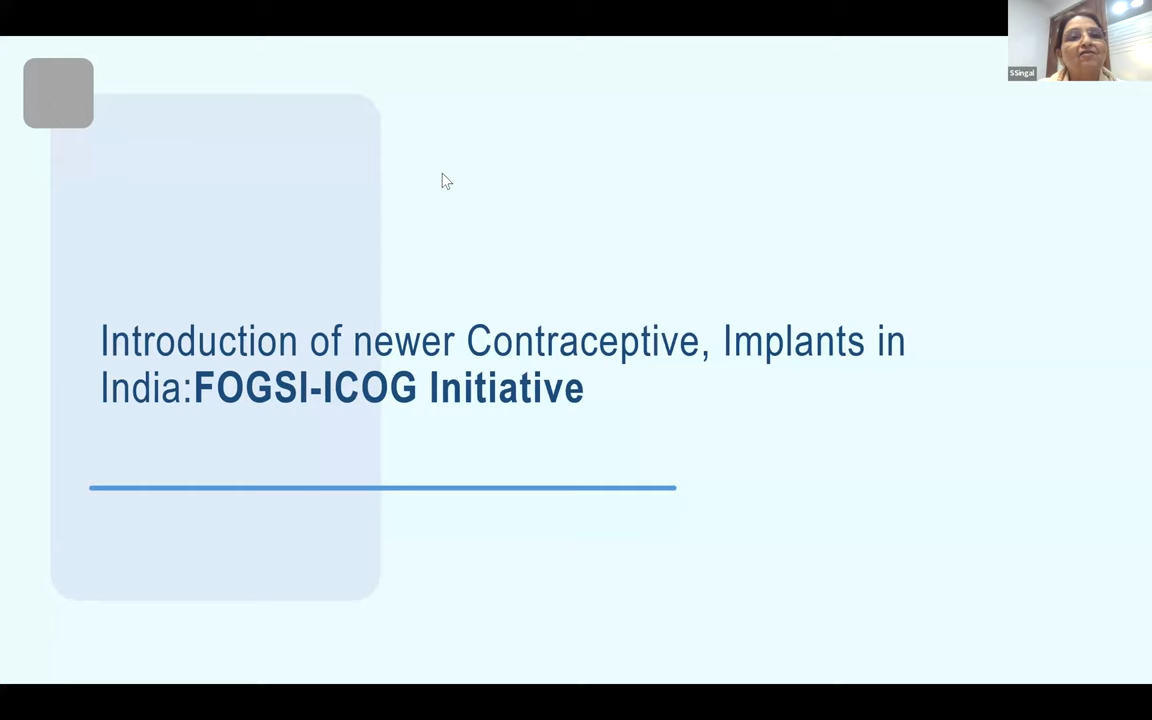 SSingal
Introduction of newer Contraceptive, Implants in
India:FOGSI-ICOG Initiative